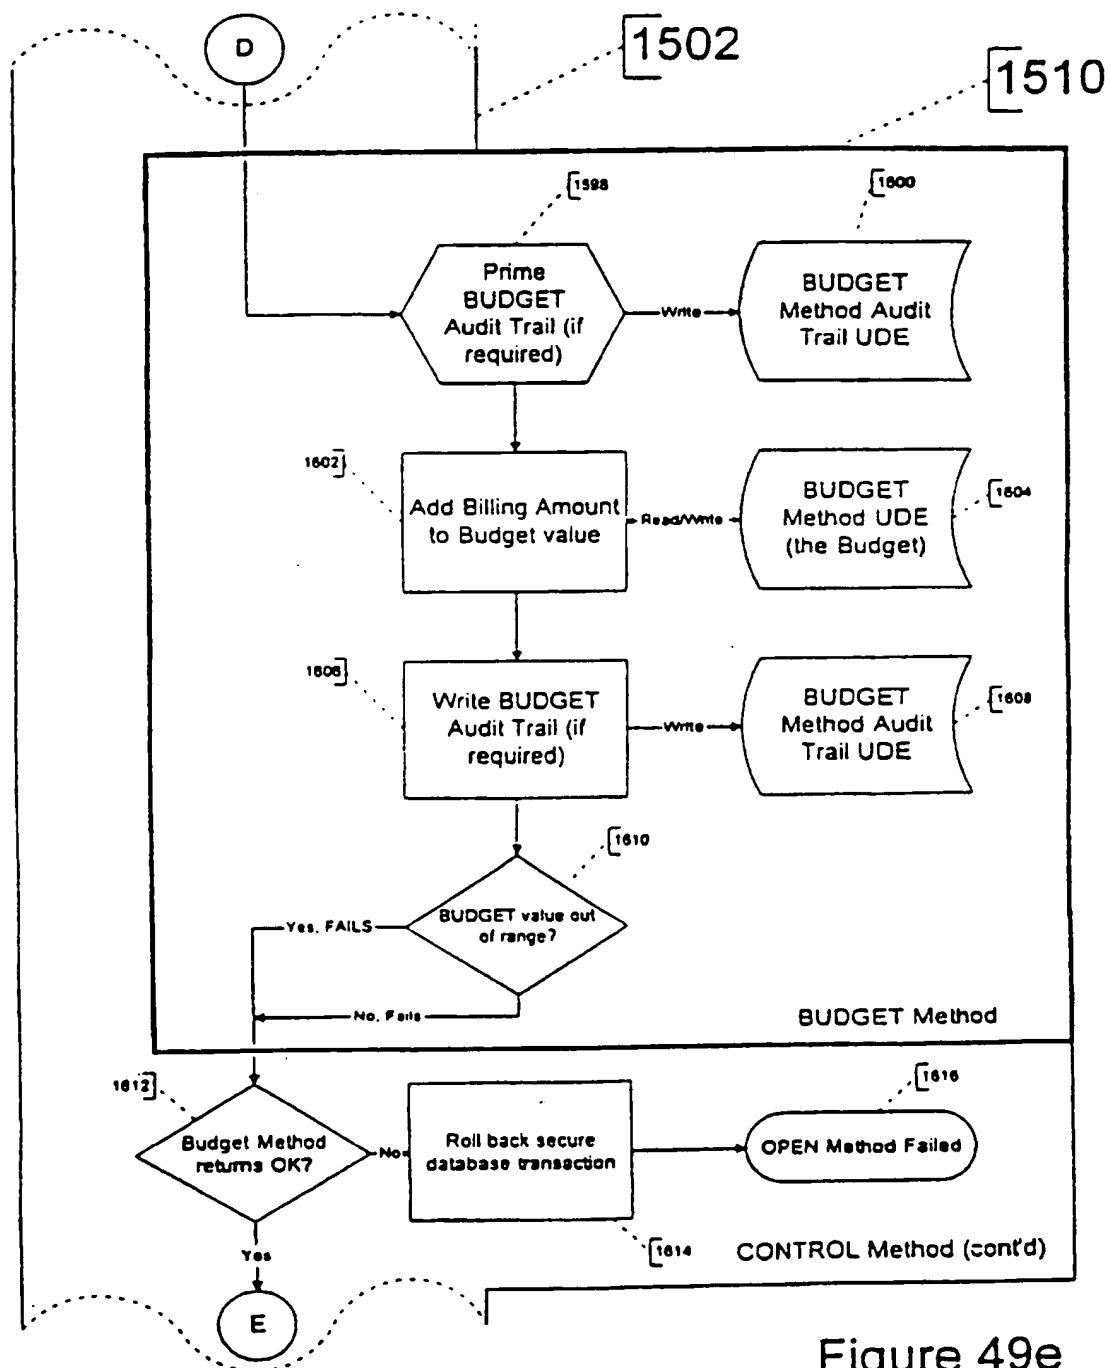 D
1502
1510
1598
1600
Prime
BUDGET
Audit Trail (if
required)
Write
BUDGET
Method Audit
Trail UDE
1602
Add Billing Amount
to Budget value
Read/Write
BUDGET
Method UDE
(the Budget)
1604
1606
Write BUDGET
Audit Trail (if
required)
Write
BUDGET
Method Audit
Trail UDE
1608
1610
BUDGET value out
of range?
Yes, FAILS
No, Fails
BUDGET Method
1612
Budget Method
returns OK?
No
Roll back secure
database transaction
1616
OPEN Method Failed
1614
Yes
CONTROL Method (cont'd)
E
Figure 49e